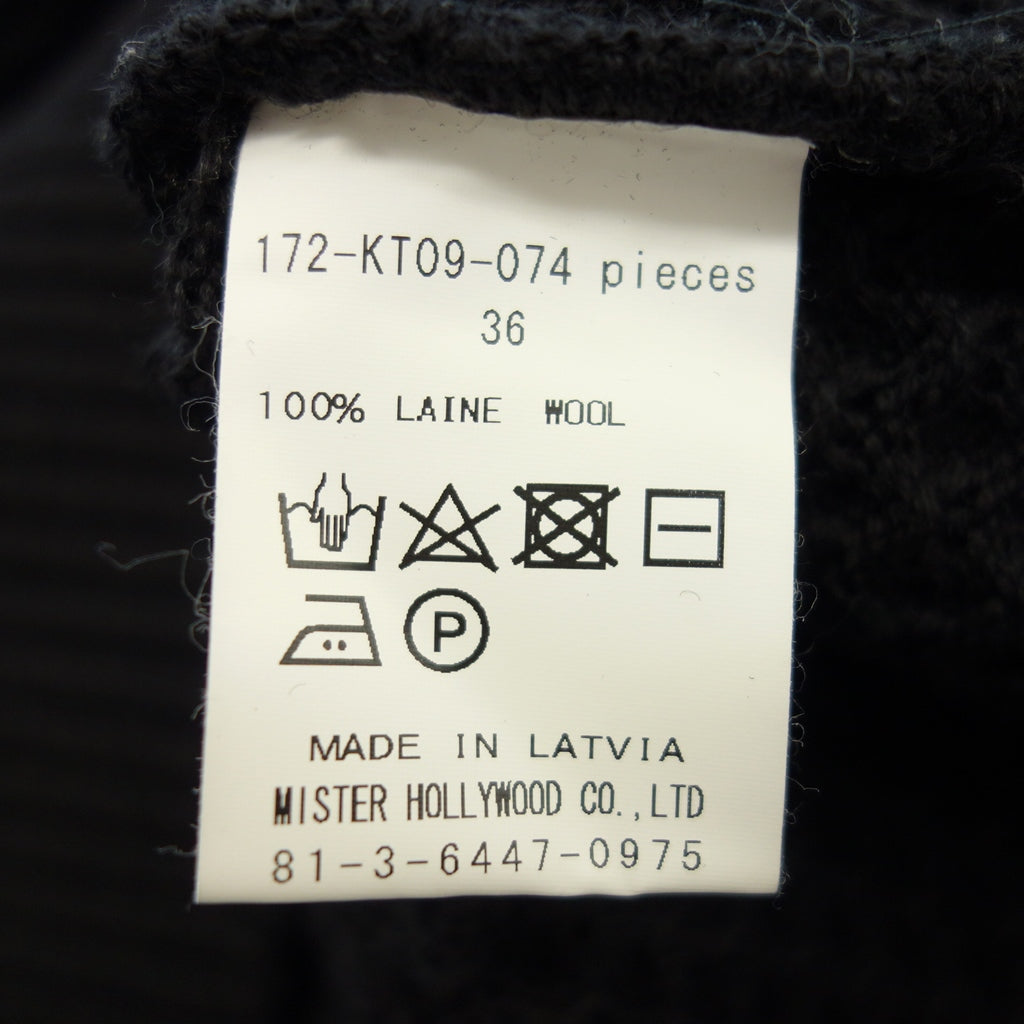 172-KT09-074 pieces
36
100% LAINE WOOL
P
MADE IN LATVIA
MISTER HOLLYWOOD CO.,LTD
81-3-6447-0975